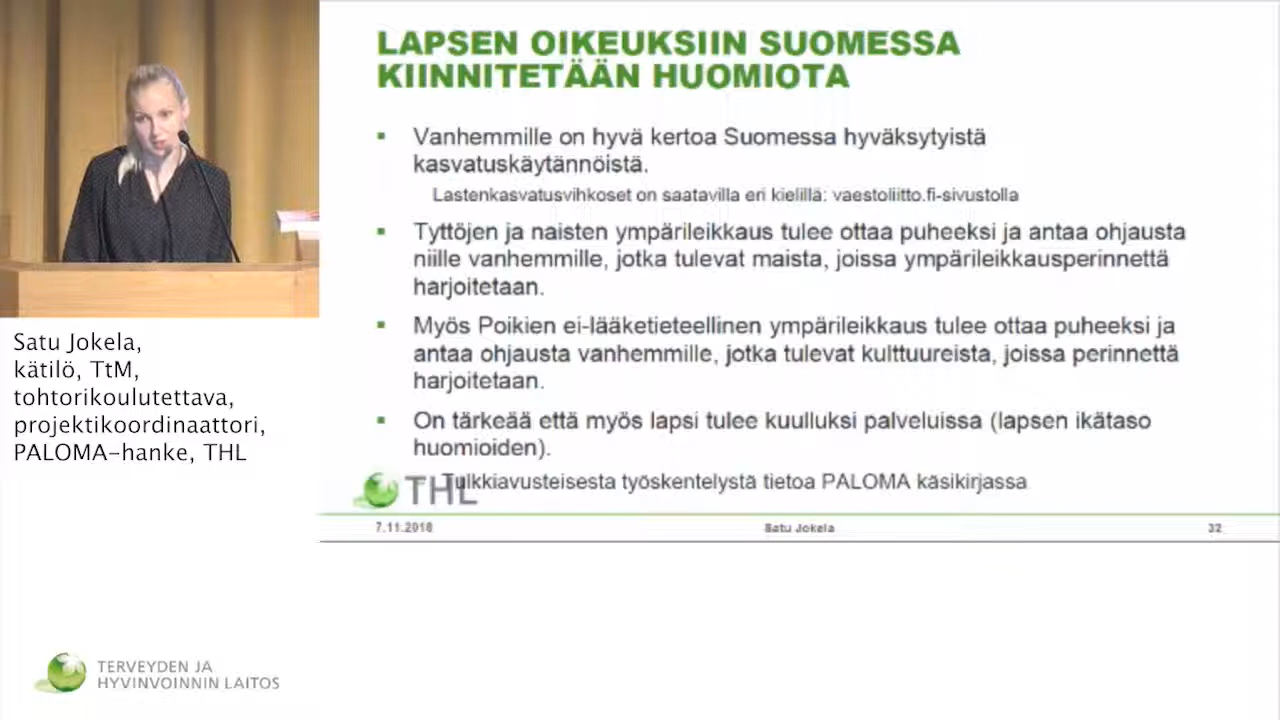 LAPSEN OIKEUKSIIN SUOMESSA
KIINNITETÄÄN HUOMIOTA
▪ Vanhemmille on hyvä kertoa Suomessa hyväksytyistä
kasvatuskäytännöistä.
Lastenkasvatusvihkoset on saatavilla eri kielillä: vaestoliitto.fi-sivustolla
▪ Tyttöjen ja naisten ympärileikkaus tulee ottaa puheeksi ja antaa ohjausta
niille vanhemmille, jotka tulevat maista, joissa ympärileikkausperinnettä
harjoitetaan.
▪ Myös Poikien ei-lääketieteellinen ympärileikkaus tulee ottaa puheeksi ja
antaa ohjausta vanhemmille, jotka tulevat kulttuureista, joissa perinnettä
harjoitetaan.
▪ On tärkeää että myös lapsi tulee kuulluksi palveluissa (lapsen ikätaso
huomioiden).
Tulkkiavusteisesta työskentelystä tietoa PALOMA käsikirjassa
THL
7.11.2018 Satu Jokela 32
Satu Jokela,
kätilö, TtM,
tohtorikoulutettava,
projektikoordinaattori,
PALOMA-hanke, THL
TERVEYDEN JA
HYVINVOINNIN LAITOS